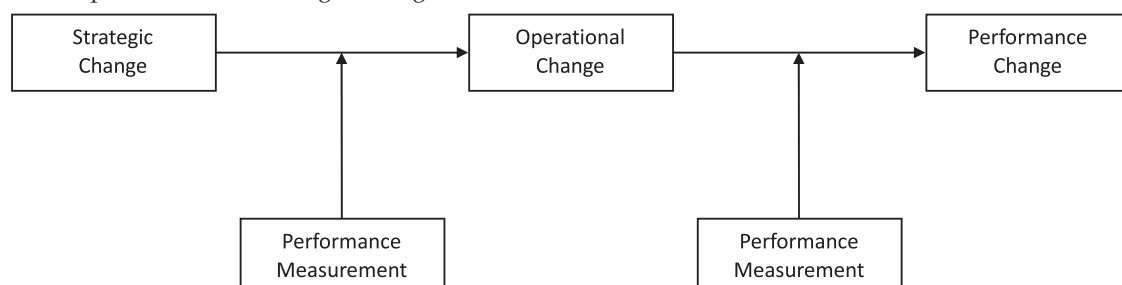 Strategic
Change
Operational
Change
Performance
Change
Performance
Measurement
Performance
Measurement